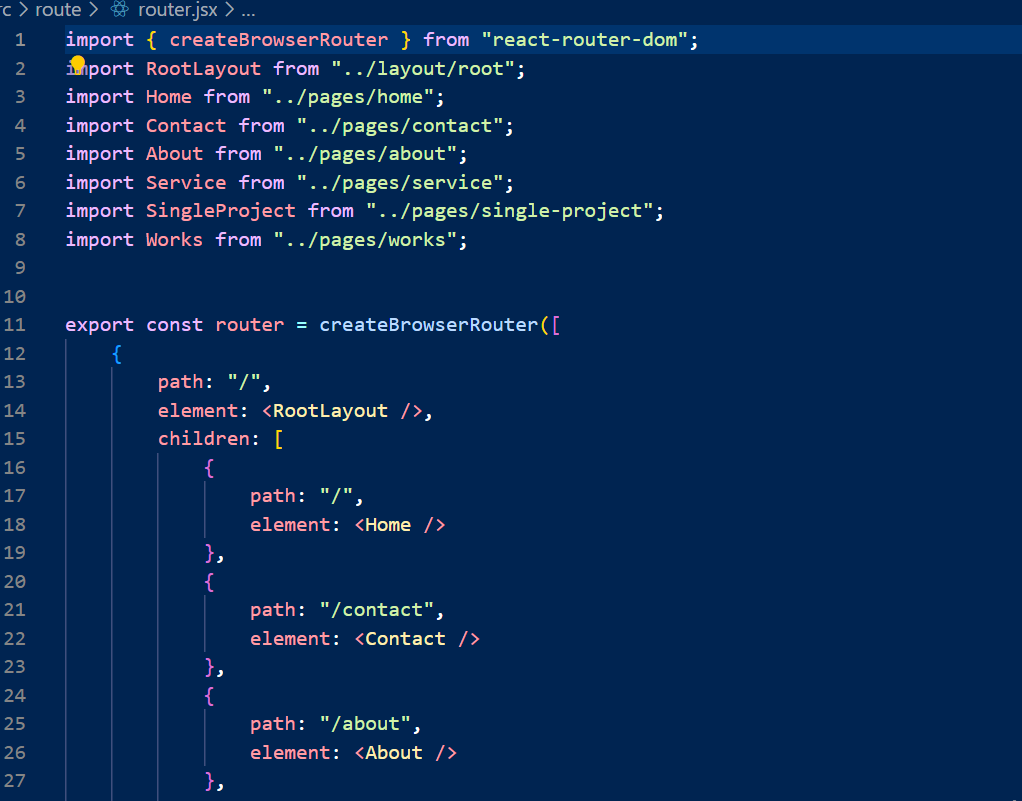 rc > route > router.jsx > ...
1 import { createBrowserRouter } from "react-router-dom";
2 import RootLayout from "../layout/root";
3 import Home from "../pages/home";
4 import Contact from "../pages/contact";
5 import About from "../pages/about";
6 import Service from "../pages/service";
7 import SingleProject from "../pages/single-project";
8 import Works from "../pages/works";
9
10
11 export const router = createBrowserRouter([
12     {
13         path: "/",
14         element: <RootLayout />,
15         children: [
16             {
17                 path: "/",
18                 element: <Home />
19             },
20             {
21                 path: "/contact",
22                 element: <Contact />
23             },
24             {
25                 path: "/about",
26                 element: <About />
27             },